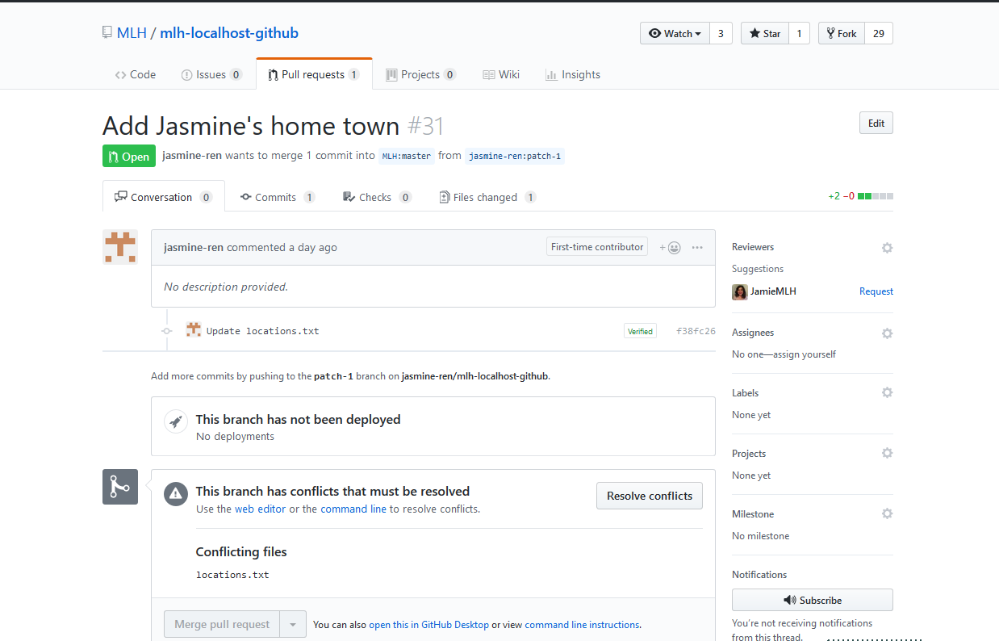 MLH / mlh-localhost-github
Watch 3
Star 1
Fork 29
Code
Issues 0
Pull requests 1
Projects 0
Wiki
Insights
Add Jasmine's home town #31
Edit
Open
jasmine-ren wants to merge 1 commit into MLH:master from jasmine-ren:patch-1
Conversation 0
Commits 1
Checks 0
Files changed 1
+2 −0
jasmine-ren commented a day ago
First-time contributor
+
...
No description provided.
Update locations.txt
Verified
f38fc26
Add more commits by pushing to the patch-1 branch on jasmine-ren/mlh-localhost-github.
This branch has not been deployed
No deployments
This branch has conflicts that must be resolved
Use the web editor or the command line to resolve conflicts.
Resolve conflicts
Conflicting files
locations.txt
Merge pull request
You can also open this in GitHub Desktop or view command line instructions.
Reviewers
Suggestions
JamieMLH
Request
Assignees
No one—assign yourself
Labels
None yet
Projects
None yet
Milestone
No milestone
Notifications
Subscribe
You're not receiving notifications
from this thread.